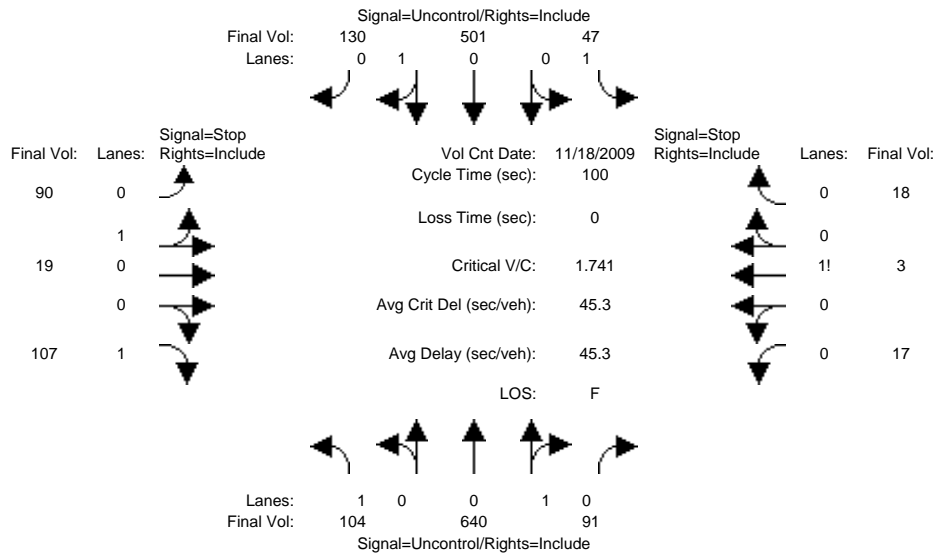 Signal=Uncontrol/Rights=Include
Final Vol: 130 501 47
Lanes: 0 1 0 0 1
Signal=Stop Signal=Stop
Final Vol: Lanes: Rights=Include Vol Cnt Date: 11/18/2009 Rights=Include Lanes: Final Vol:
Cycle Time (sec): 100
90 0 0 18
Loss Time (sec): 0
1 0
19 0 Critical V/C: 1.741 1! 3
0 Avg Crit Del (sec/veh): 45.3 0
107 1 Avg Delay (sec/veh): 45.3 0 17
LOS: F
Lanes: 1 0 0 1 0
Final Vol: 104 640 91
Signal=Uncontrol/Rights=Include